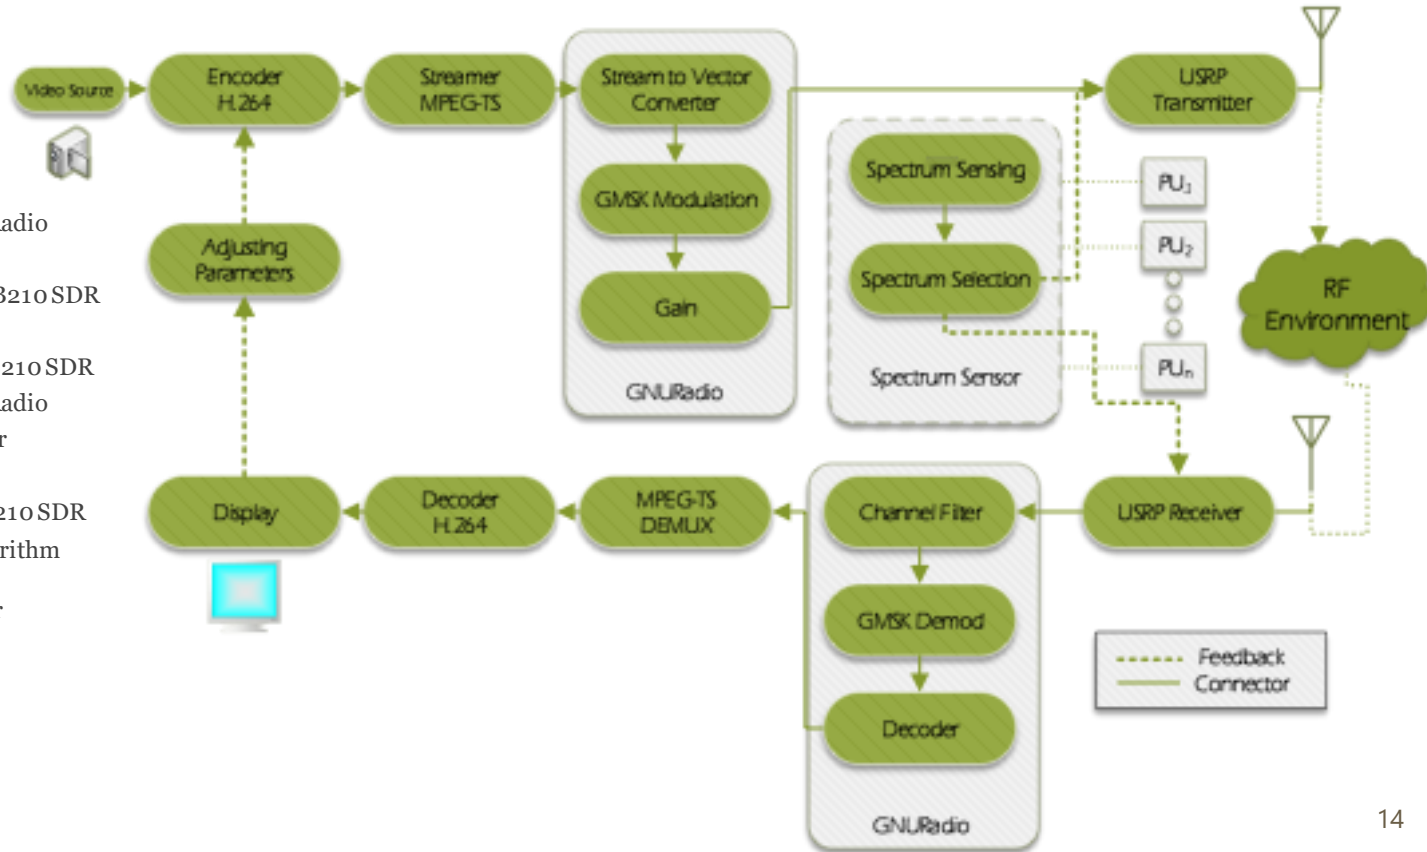 Video Source
Encoder
H.264
Streamer
MPEG-TS
Stream to Vector
Converter
GMSK Modulation
Gain
GNURadio
USRP
Transmitter
Spectrum Sensing
Spectrum Selection
Spectrum Sensor
PU1
PU2
PUn
RF
Environment
Adjusting
Parameters
adio
210 SDR
210 SDR
adio
r
210 SDR
rithm
r
Display
Decoder
H.264
MPEG-TS
DEMUX
Channel Filter
GMSK Demod
Decoder
GNURadio
USRP Receiver
Feedback
Connector
14